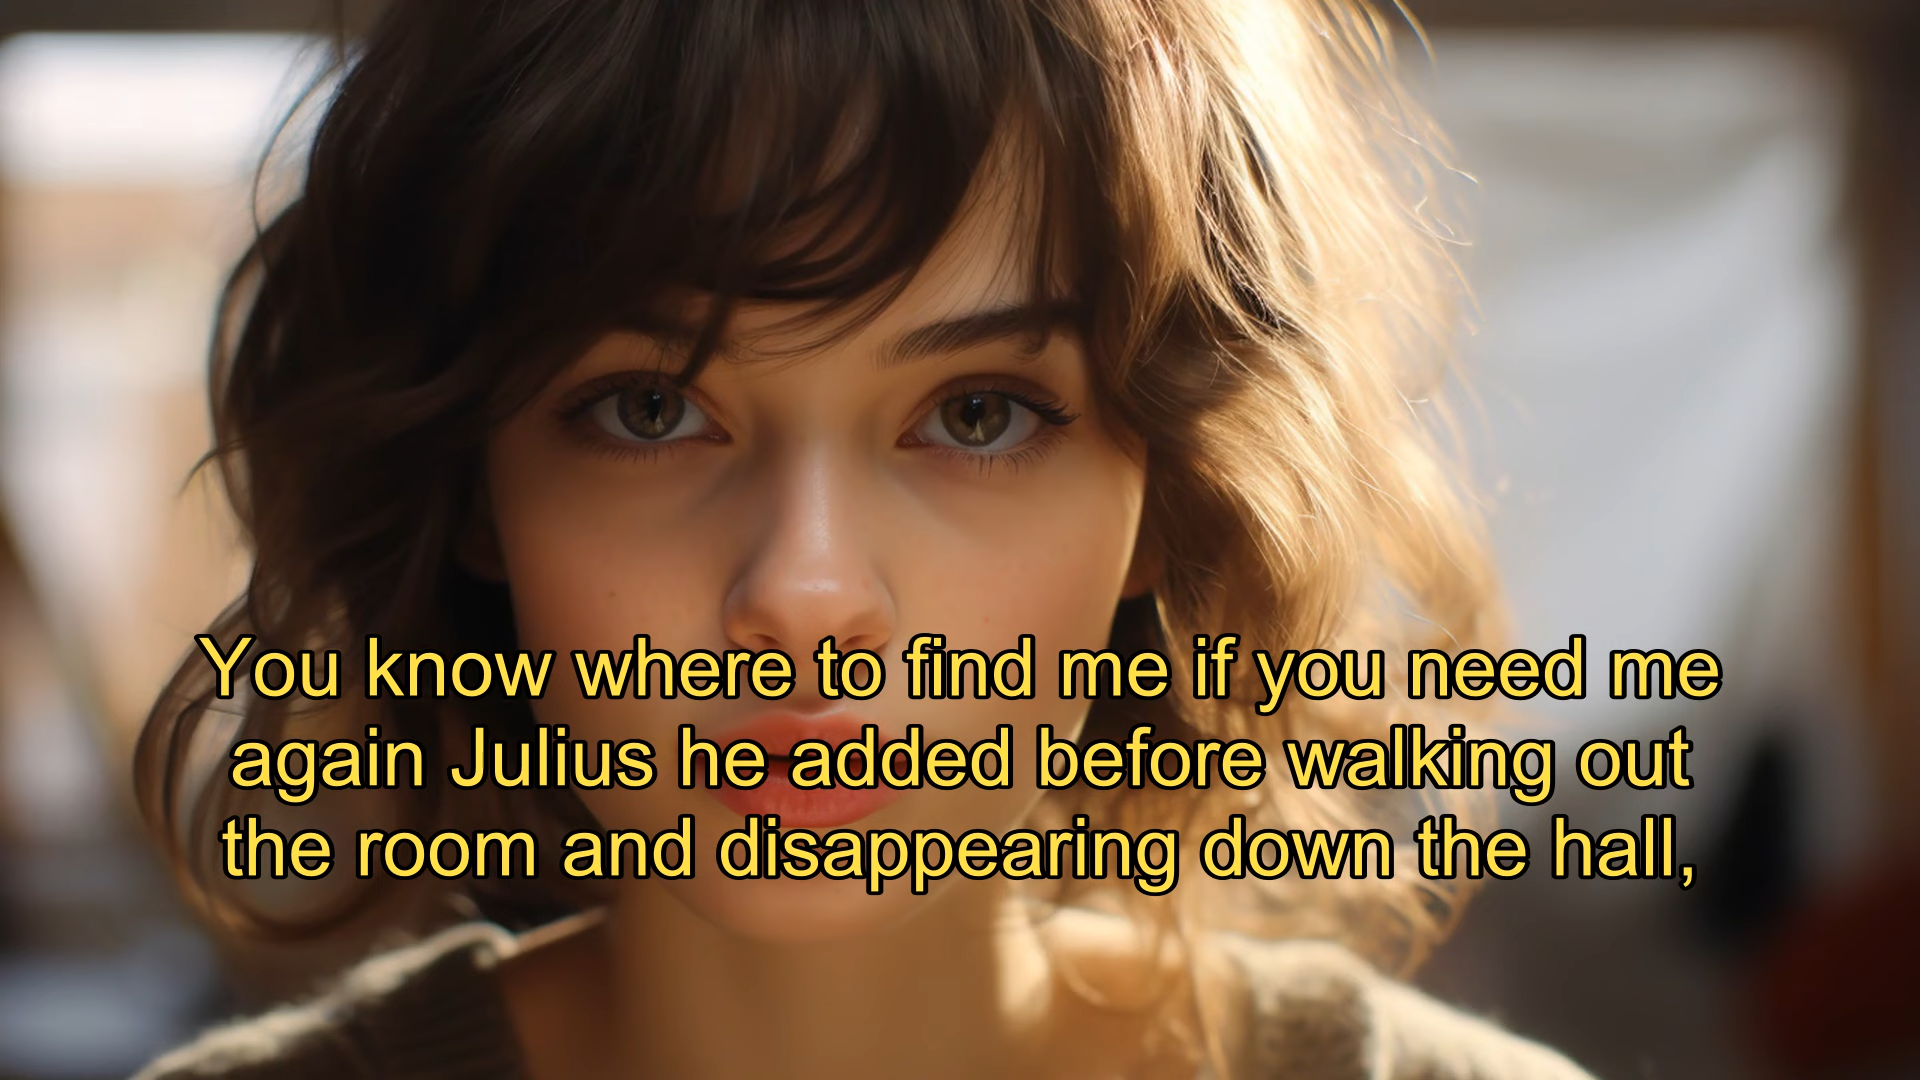 You know where to find me if you need me
again Julius he added before walking out
the room and disappearing down the hall,